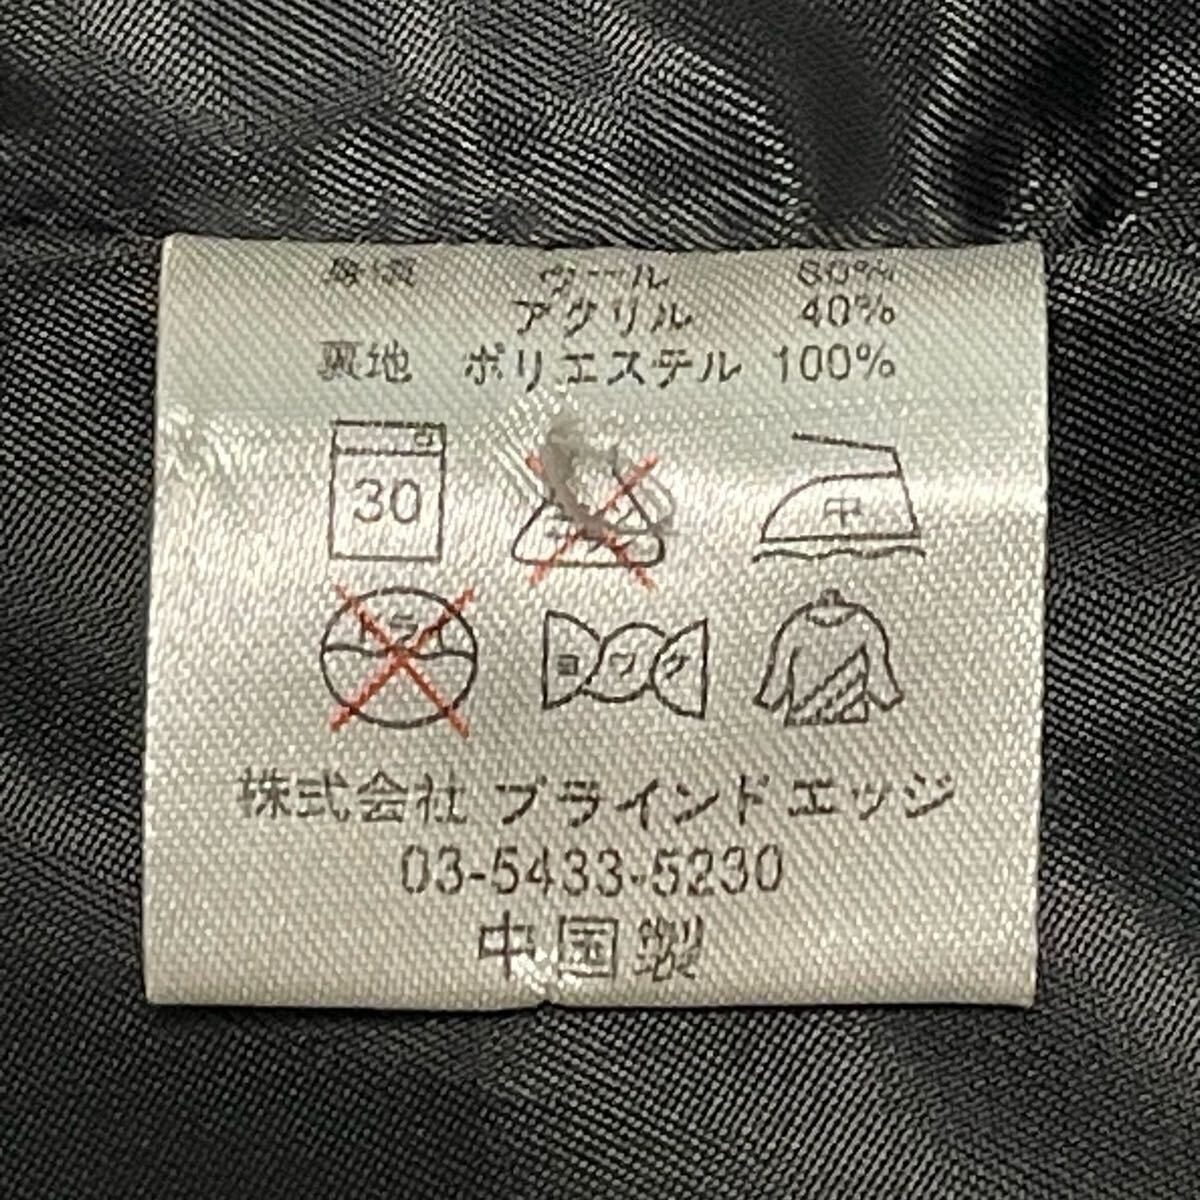 ウール 60%
アクリル 40%
裏地 ポリエステル 100%
30 中
ドライ ヨワク
株式会社 ブラインドエッジ
03-5433-5230
中国製